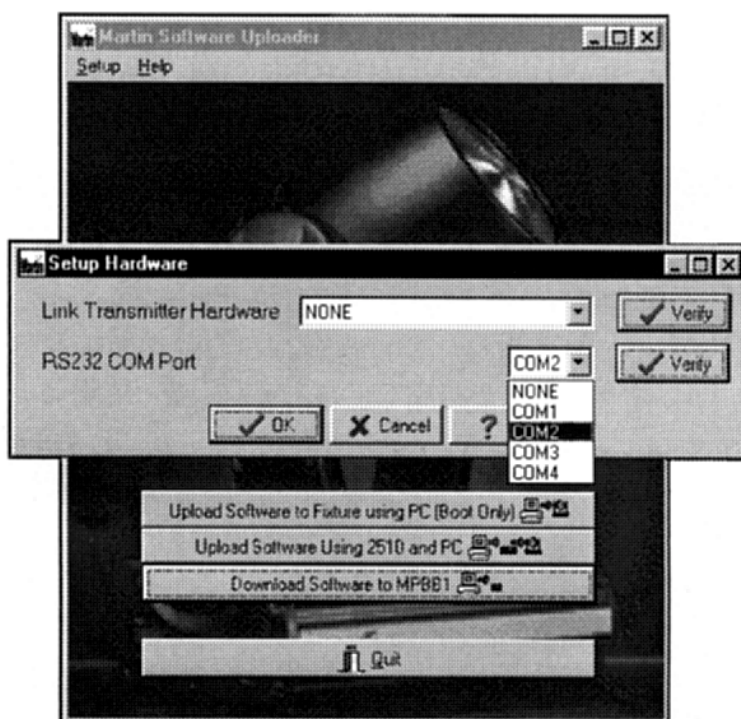 Martin Software Uploader
Setup Help
Setup Hardware
Link Transmitter Hardware NONE Verify
RS232 COM Port COM2 Verify
NONE
COM1
COM2
COM3
COM4
OK Cancel ?
Upload Software to Fixture using PC (Boot Only)
Upload Software Using 2510 and PC
Download Software to MPBB1
Quit